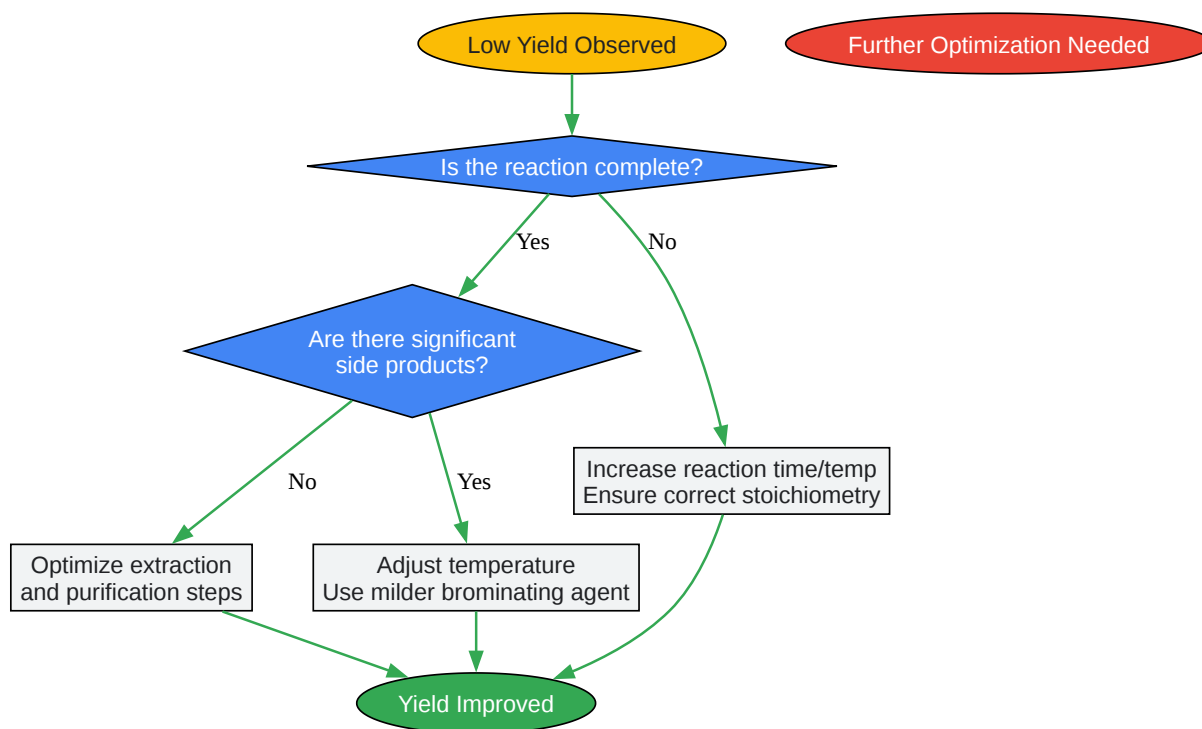 Low Yield Observed
Further Optimization Needed
Is the reaction complete?
Yes
No
Are there significant
side products?
No
Yes
Increase reaction time/temp
Ensure correct stoichiometry
Optimize extraction
and purification steps
Adjust temperature
Use milder brominating agent
Yield Improved